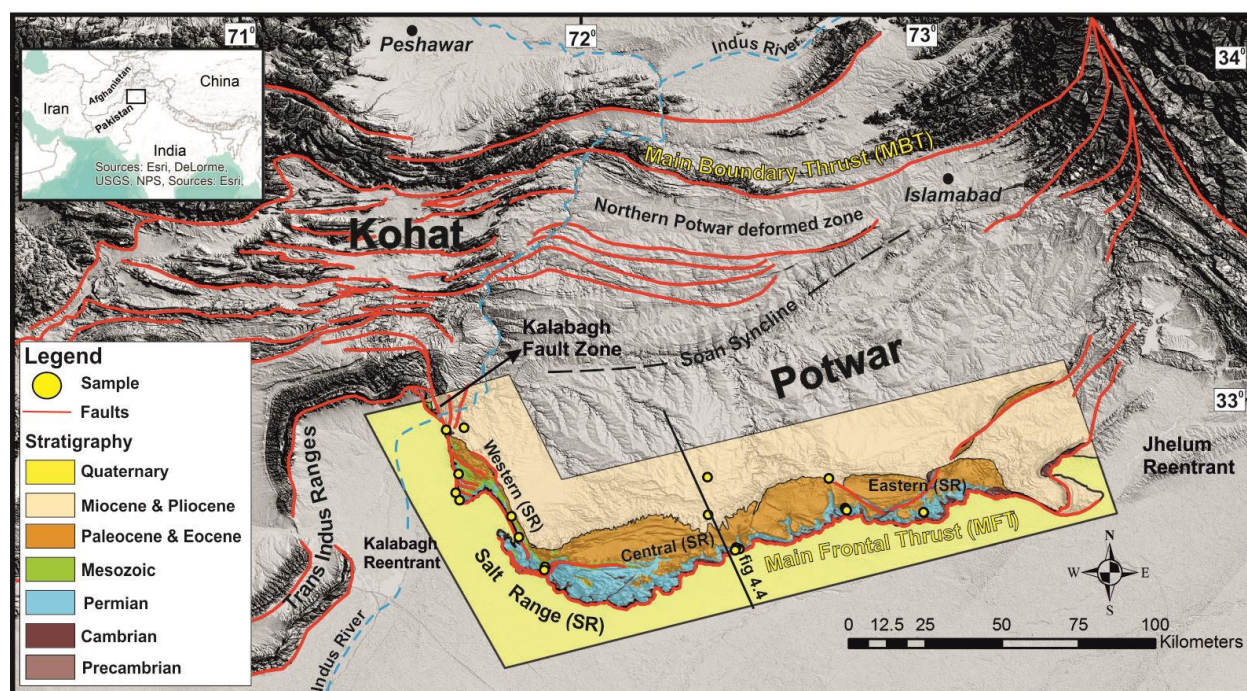 71
72
73
34
33
Peshawar
Indus River
Iran
Afghanistan
Pakistan
China
India
Sources: Esri, DeLorme,
USGS, NPS, Sources: Esri,
Main Boundary Thrust (MBT)
Islamabad
Kohat
Northern Potwar deformed zone
Kalabagh
Fault Zone
Soan Syncline
Potwar
Legend
Sample
Faults
Stratigraphy
Quaternary
Miocene & Pliocene
Paleocene & Eocene
Mesozoic
Permian
Cambrian
Precambrian
Trans Indus Ranges
Kalabagh
Reentrant
Indus River
Western (SR)
Salt Range (SR)
Central (SR)
Eastern (SR)
fig 4.4
Main Frontal Thrust (MFT)
Jhelum
Reentrant
N
W E
S
0 12.5 25 50 75 100
Kilometers